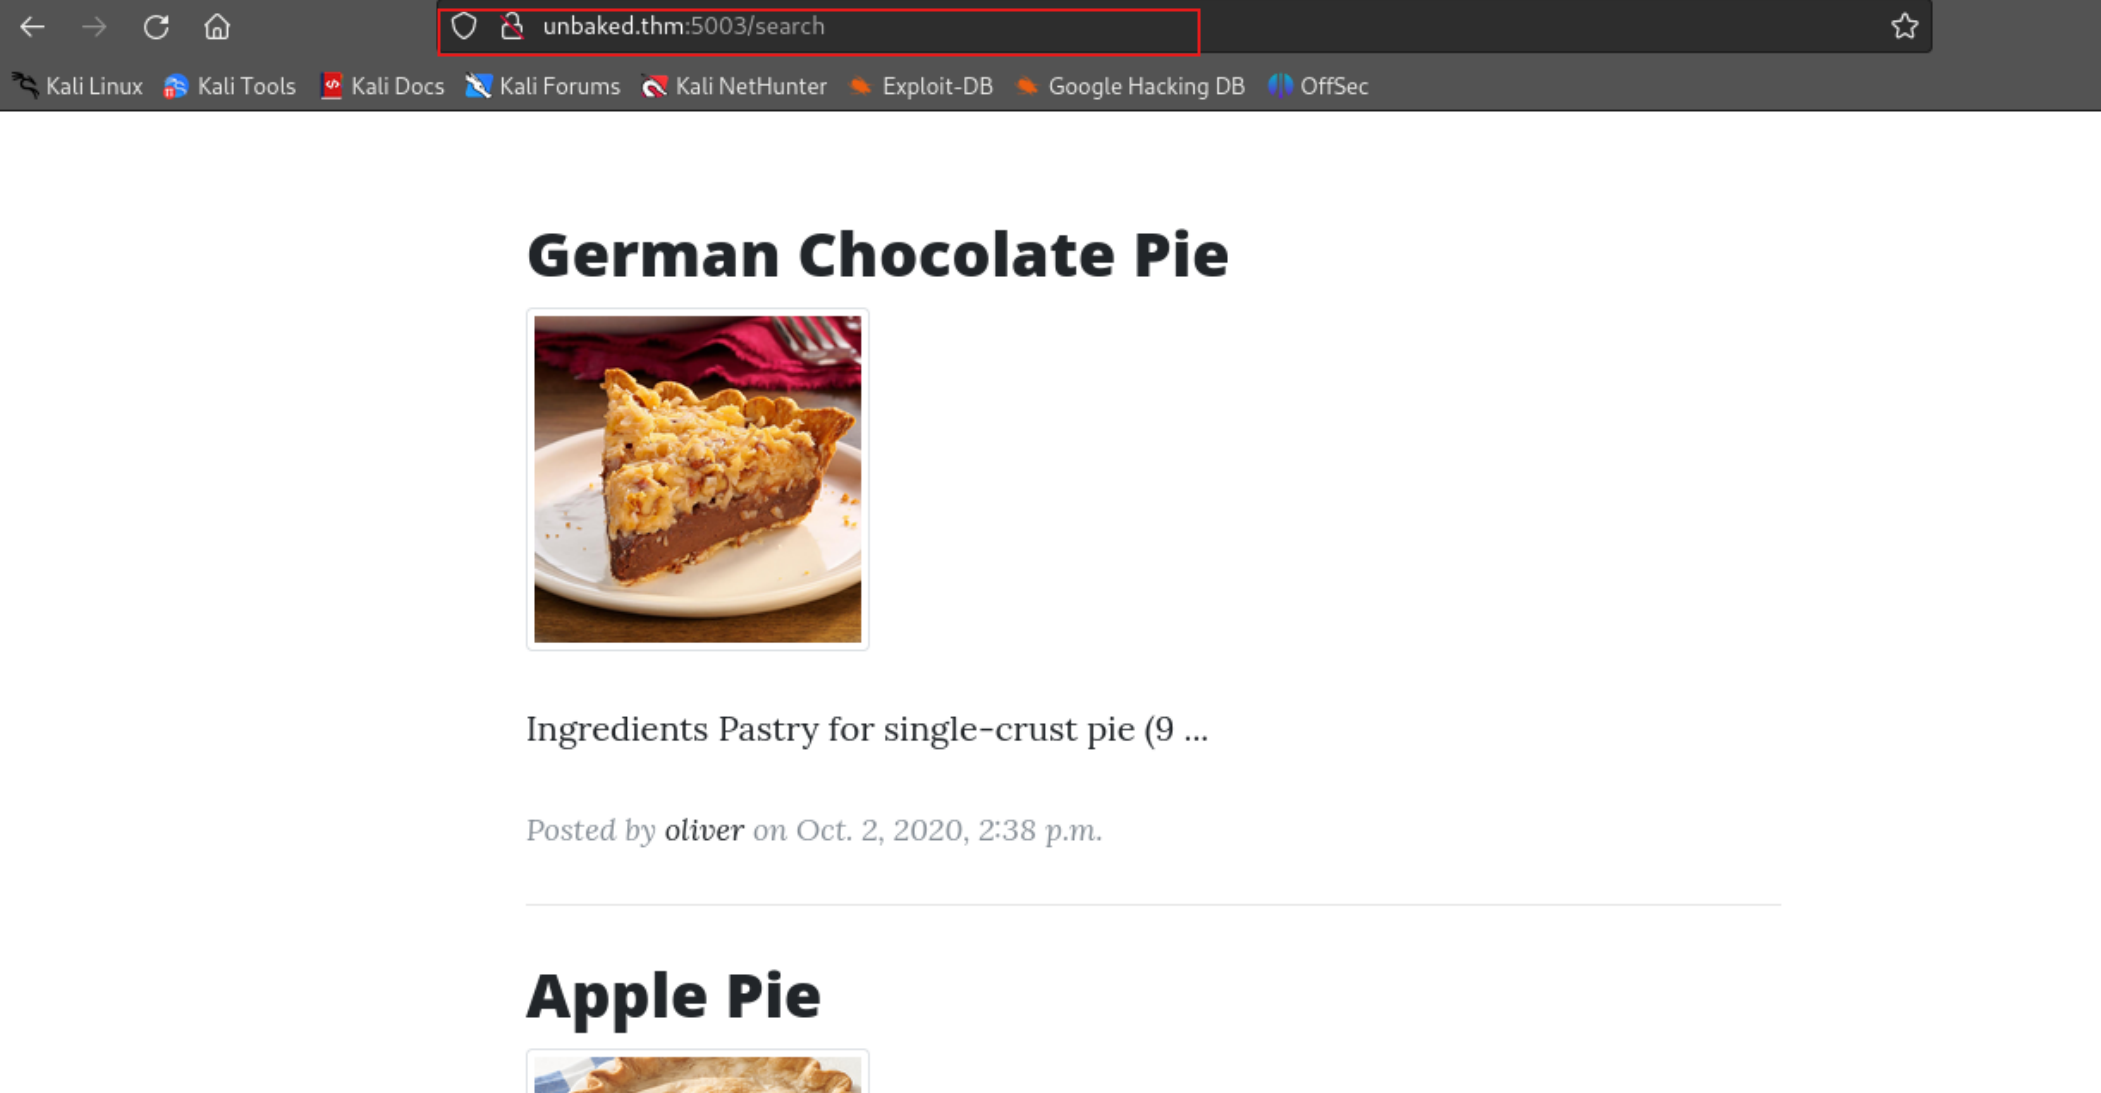 unbaked.thm:5003/search
Kali Linux Kali Tools Kali Docs Kali Forums Kali NetHunter Exploit-DB Google Hacking DB OffSec
German Chocolate Pie
Ingredients Pastry for single-crust pie (9 ...
Posted by oliver on Oct. 2, 2020, 2:38 p.m.
Apple Pie